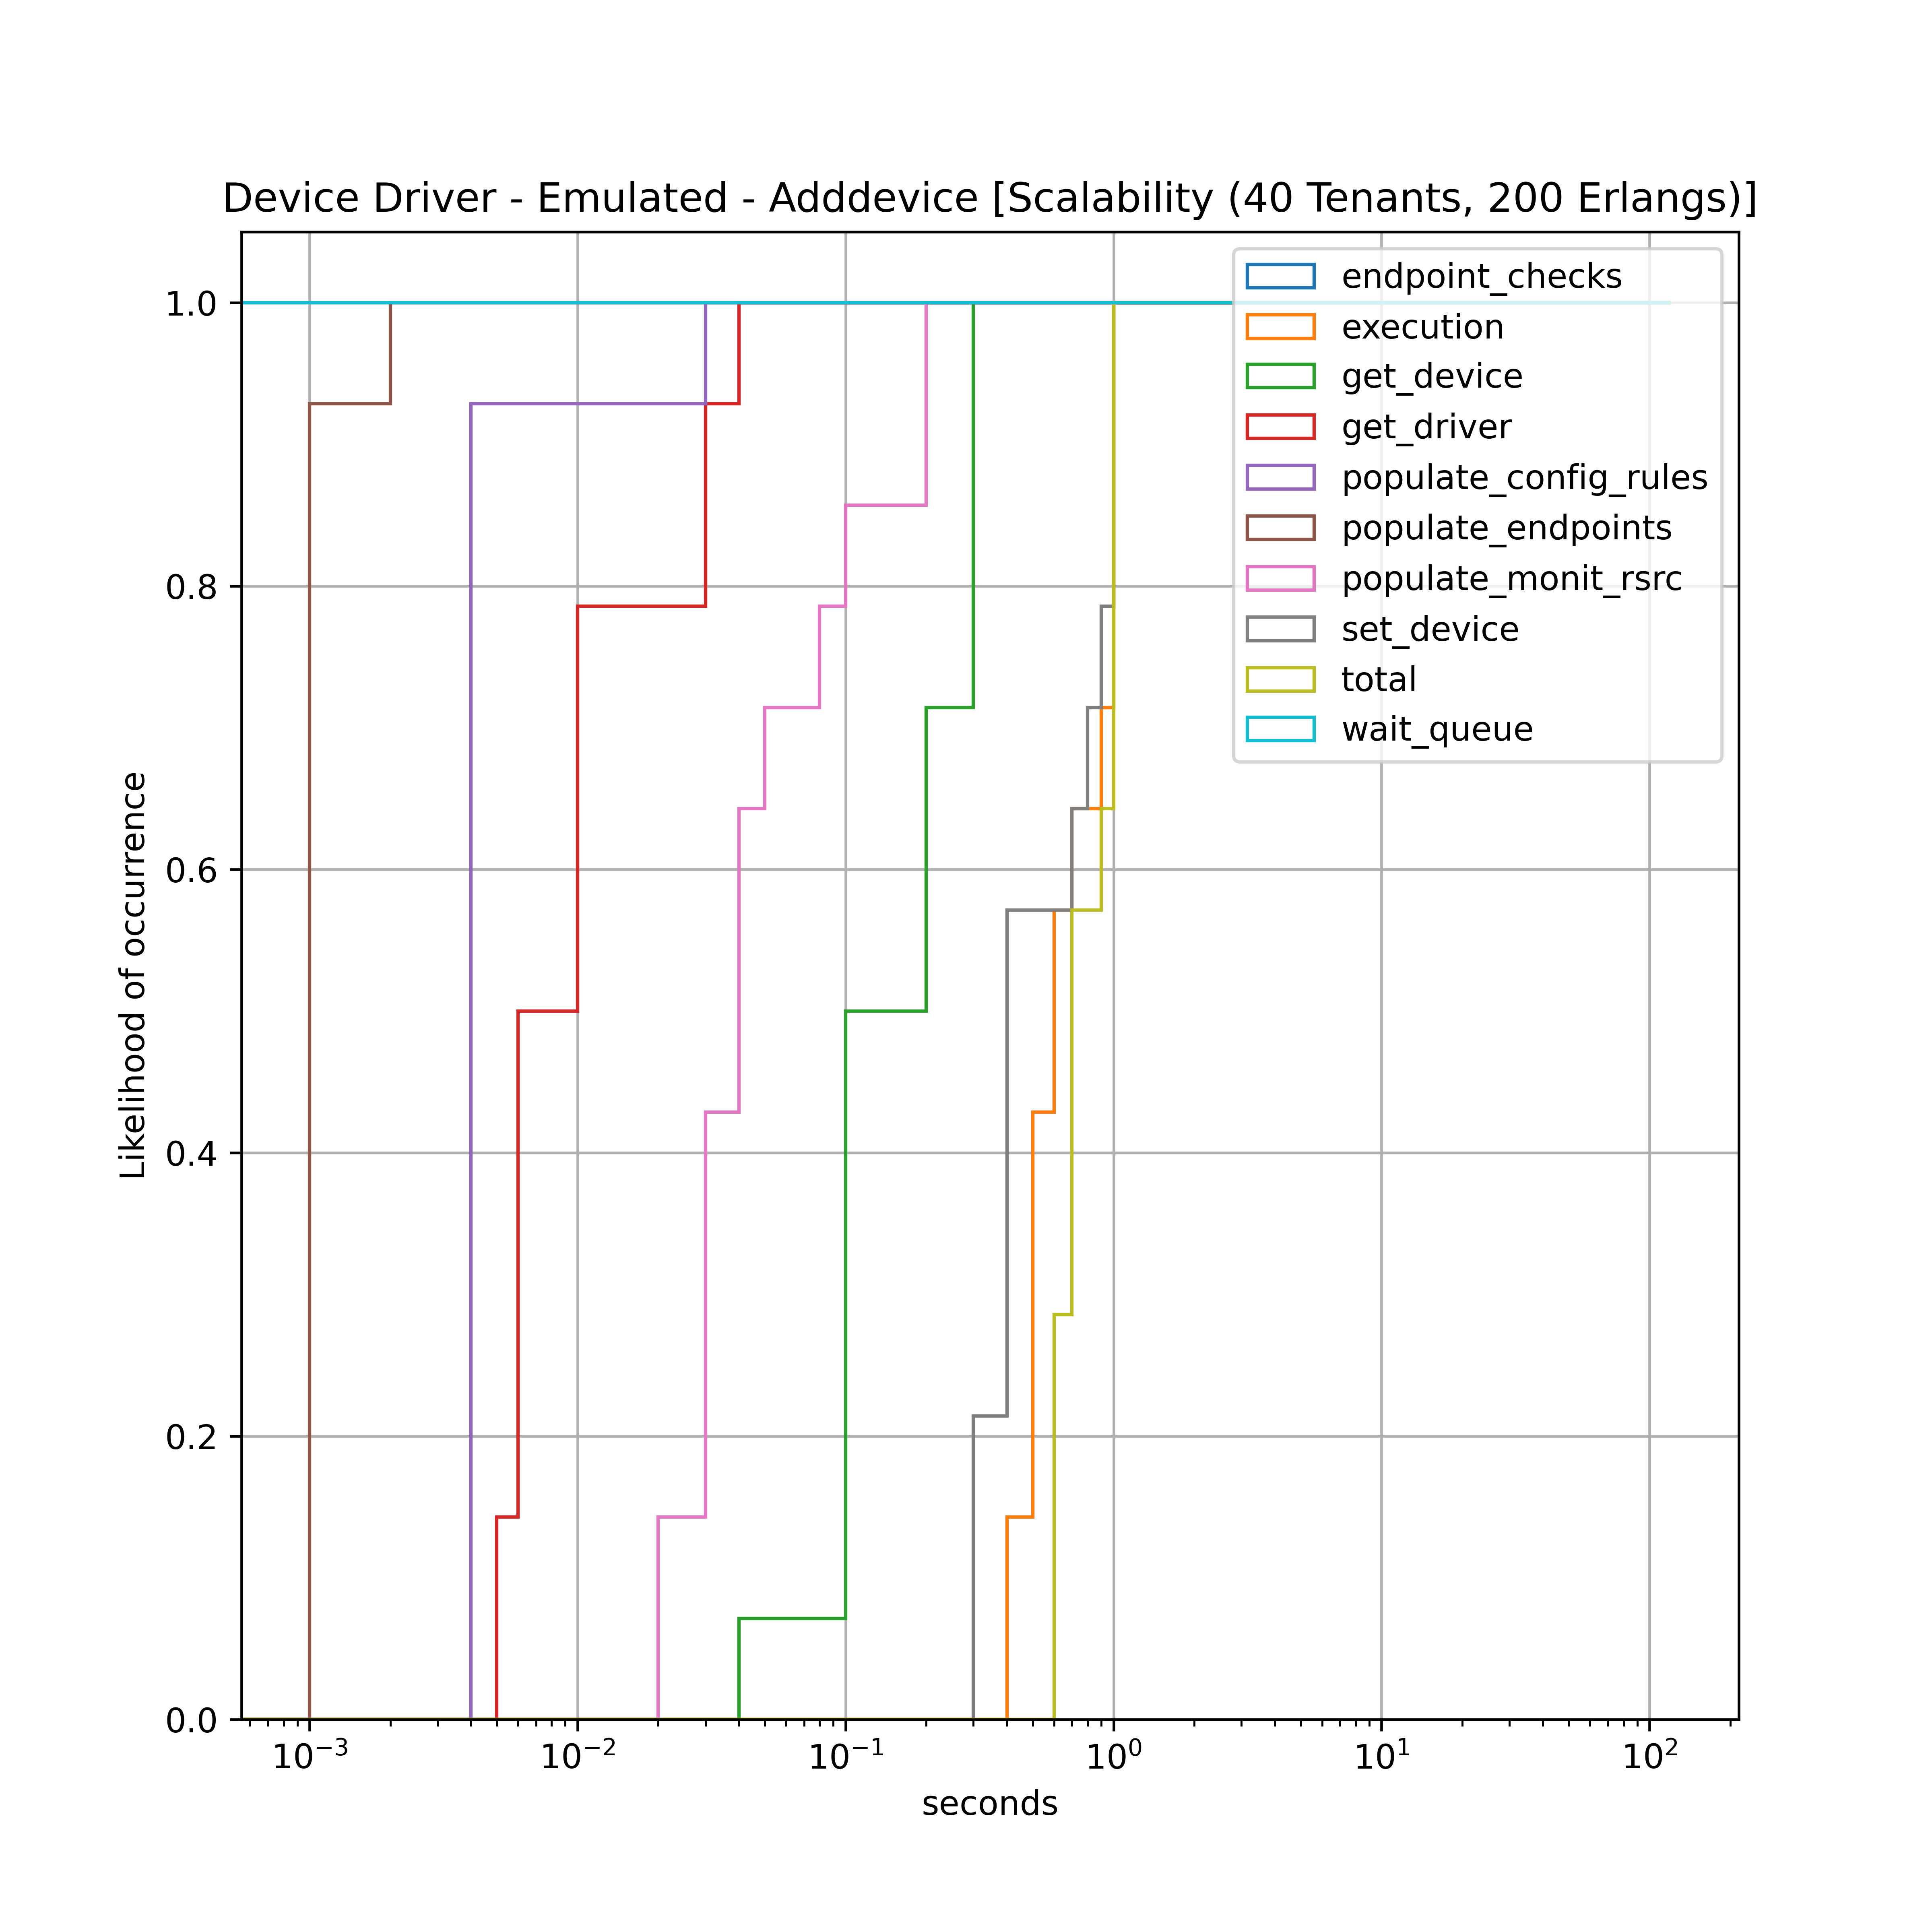 Device Driver - Emulated - Adddevice [Scalability (40 Tenants, 200 Erlangs)]
endpoint_checks
execution
get_device
get_driver
populate_config_rules
populate_endpoints
populate_monit_rsrc
set_device
total
wait_queue
1.0
0.8
0.6
0.4
0.2
0.0
Likelihood of occurrence
10⁻³ 10⁻² 10⁻¹ 10⁰ 10¹ 10²
seconds